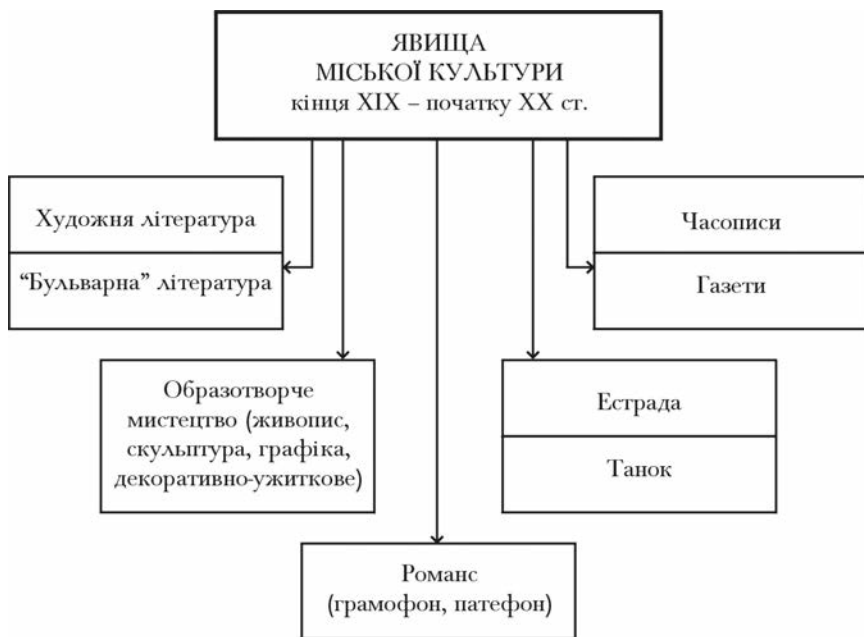 ЯВИЩА
МІСЬКОЇ КУЛЬТУРИ
кінця XIX – початку XX ст.
Художня література
“Бульварна” література
Часописи
Газети
Образотворче
мистецтво (живопис,
скульптура, графіка,
декоративно-ужиткове)
Естрада
Танок
Романс
(грамофон, патефон)